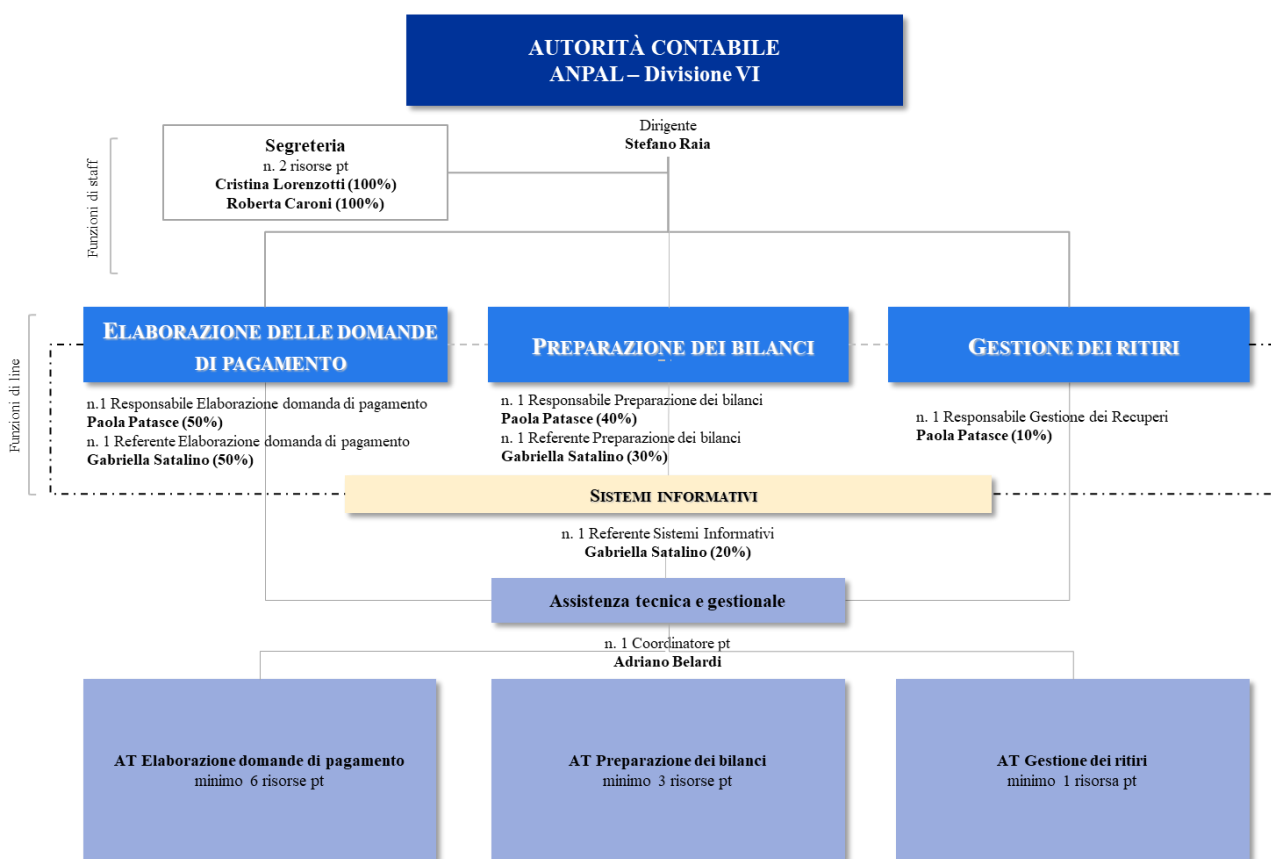 AUTORITÀ CONTABILE
ANPAL – Divisione VI
Dirigente
Stefano Raia
Segreteria
n. 2 risorse pt
Cristina Lorenzotti (100%)
Roberta Caroni (100%)
Funzioni di staff
Funzioni di line
ELABORAZIONE DELLE DOMANDE
DI PAGAMENTO
n.1 Responsabile Elaborazione domanda di pagamento
Paola Patasce (50%)
n. 1 Referente Elaborazione domanda di pagamento
Gabriella Satalino (50%)
PREPARAZIONE DEI BILANCI
n. 1 Responsabile Preparazione dei bilanci
Paola Patasce (40%)
n. 1 Referente Preparazione dei bilanci
Gabriella Satalino (30%)
GESTIONE DEI RITIRI
n. 1 Responsabile Gestione dei Recuperi
Paola Patasce (10%)
SISTEMI INFORMATIVI
n. 1 Referente Sistemi Informativi
Gabriella Satalino (20%)
Assistenza tecnica e gestionale
n. 1 Coordinatore pt
Adriano Belardi
AT Elaborazione domande di pagamento
minimo 6 risorse pt
AT Preparazione dei bilanci
minimo 3 risorse pt
AT Gestione dei ritiri
minimo 1 risorsa pt